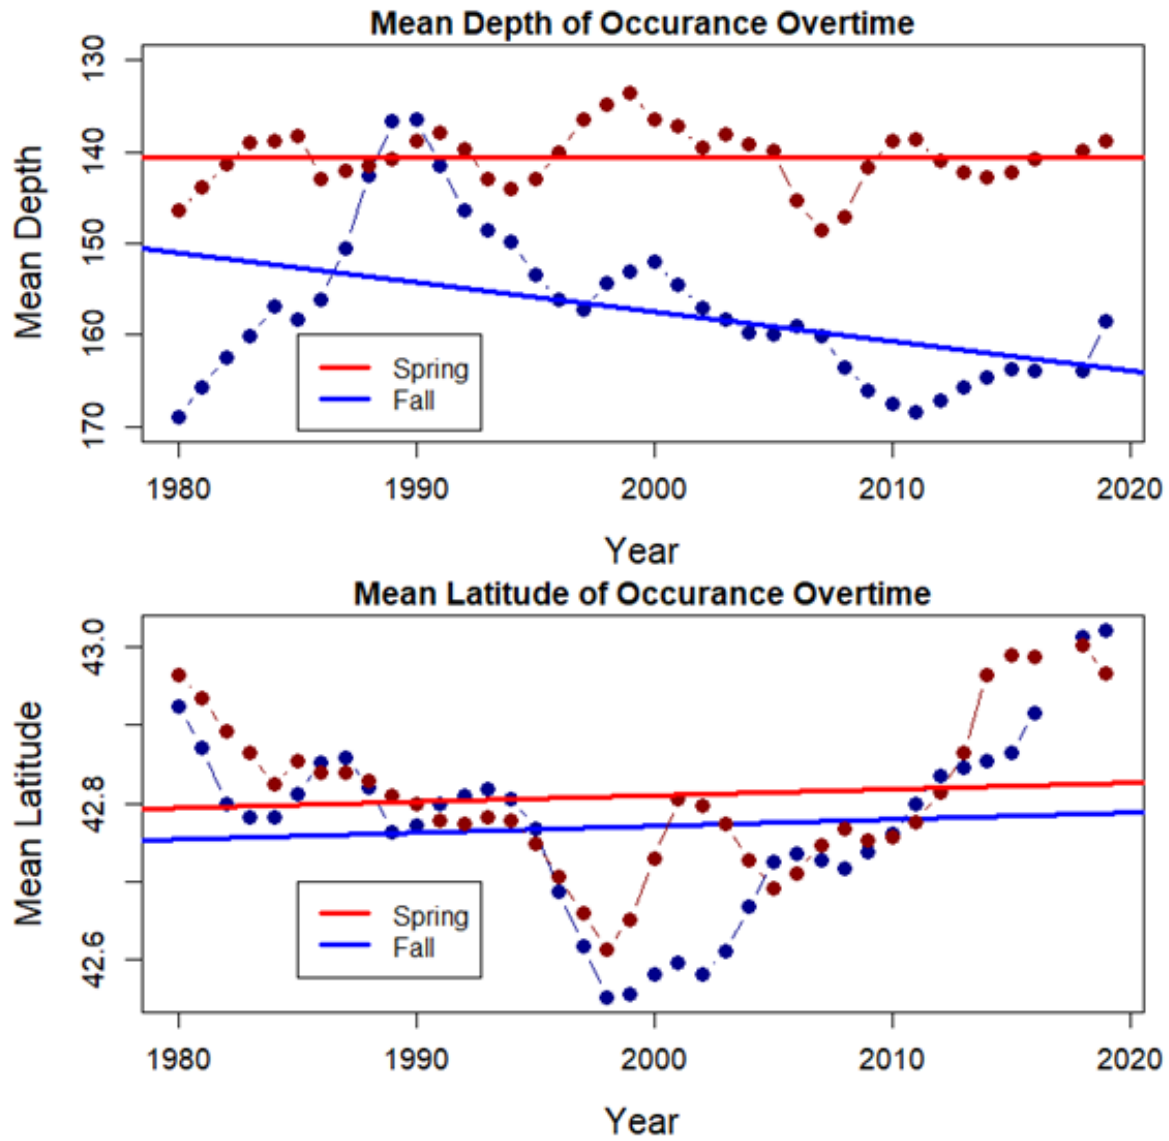 Mean Depth of Occurance Overtime
130
140
150
160
170
Mean Depth
Spring
Fall
1980 1990 2000 2010 2020
Year
Mean Latitude of Occurance Overtime
43.0
42.8
42.6
Mean Latitude
Spring
Fall
1980 1990 2000 2010 2020
Year